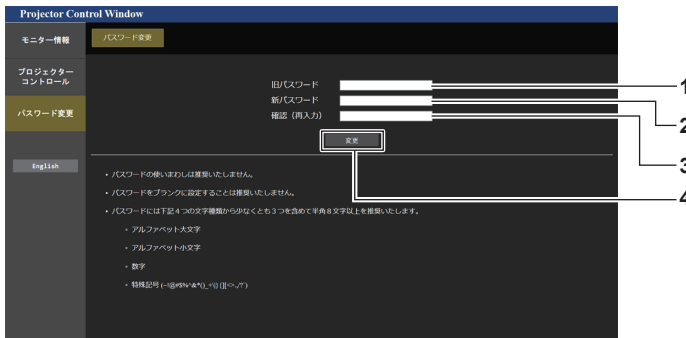 Projector Control Window
モニター情報
パスワード変更
プロジェクター
コントロール
旧パスワード
1
新パスワード
2
パスワード変更
確認（再入力）
3
変更
English
• パスワードの使いまわしは推奨いたしません。
• パスワードをブランクに設定することは推奨いたしません。
4
• パスワードには下記４つの文字種類から少なくとも３つを含めて半角８文字以上を推奨いたします。
• アルファベット大文字
• アルファベット小文字
• 数字
• 特殊記号